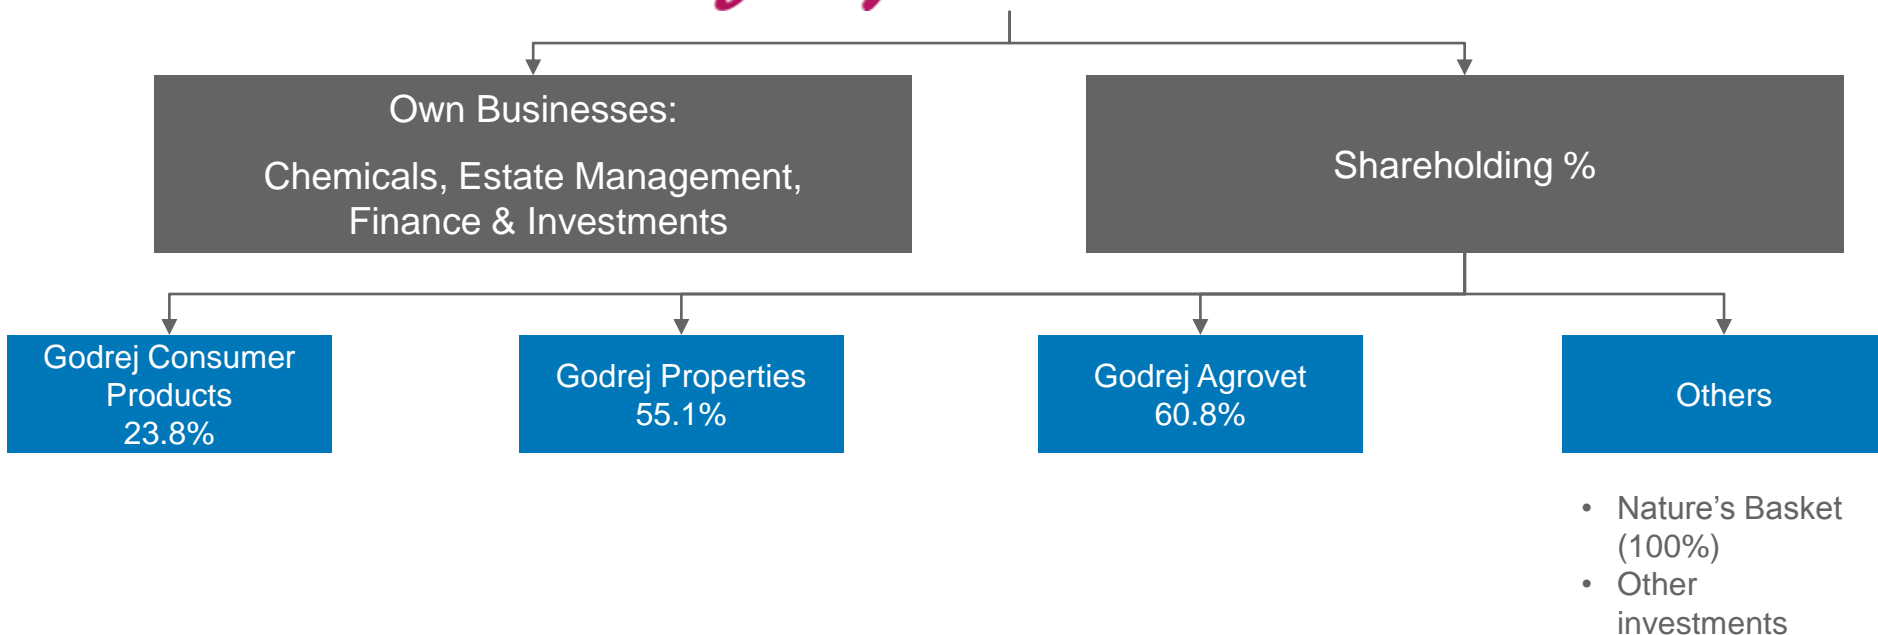 Own Businesses:
Chemicals, Estate Management,
Finance & Investments
Shareholding %
Godrej Consumer
Products
23.8%
Godrej Properties
55.1%
Godrej Agrovet
60.8%
Others
• Nature’s Basket
(100%)
• Other
investments